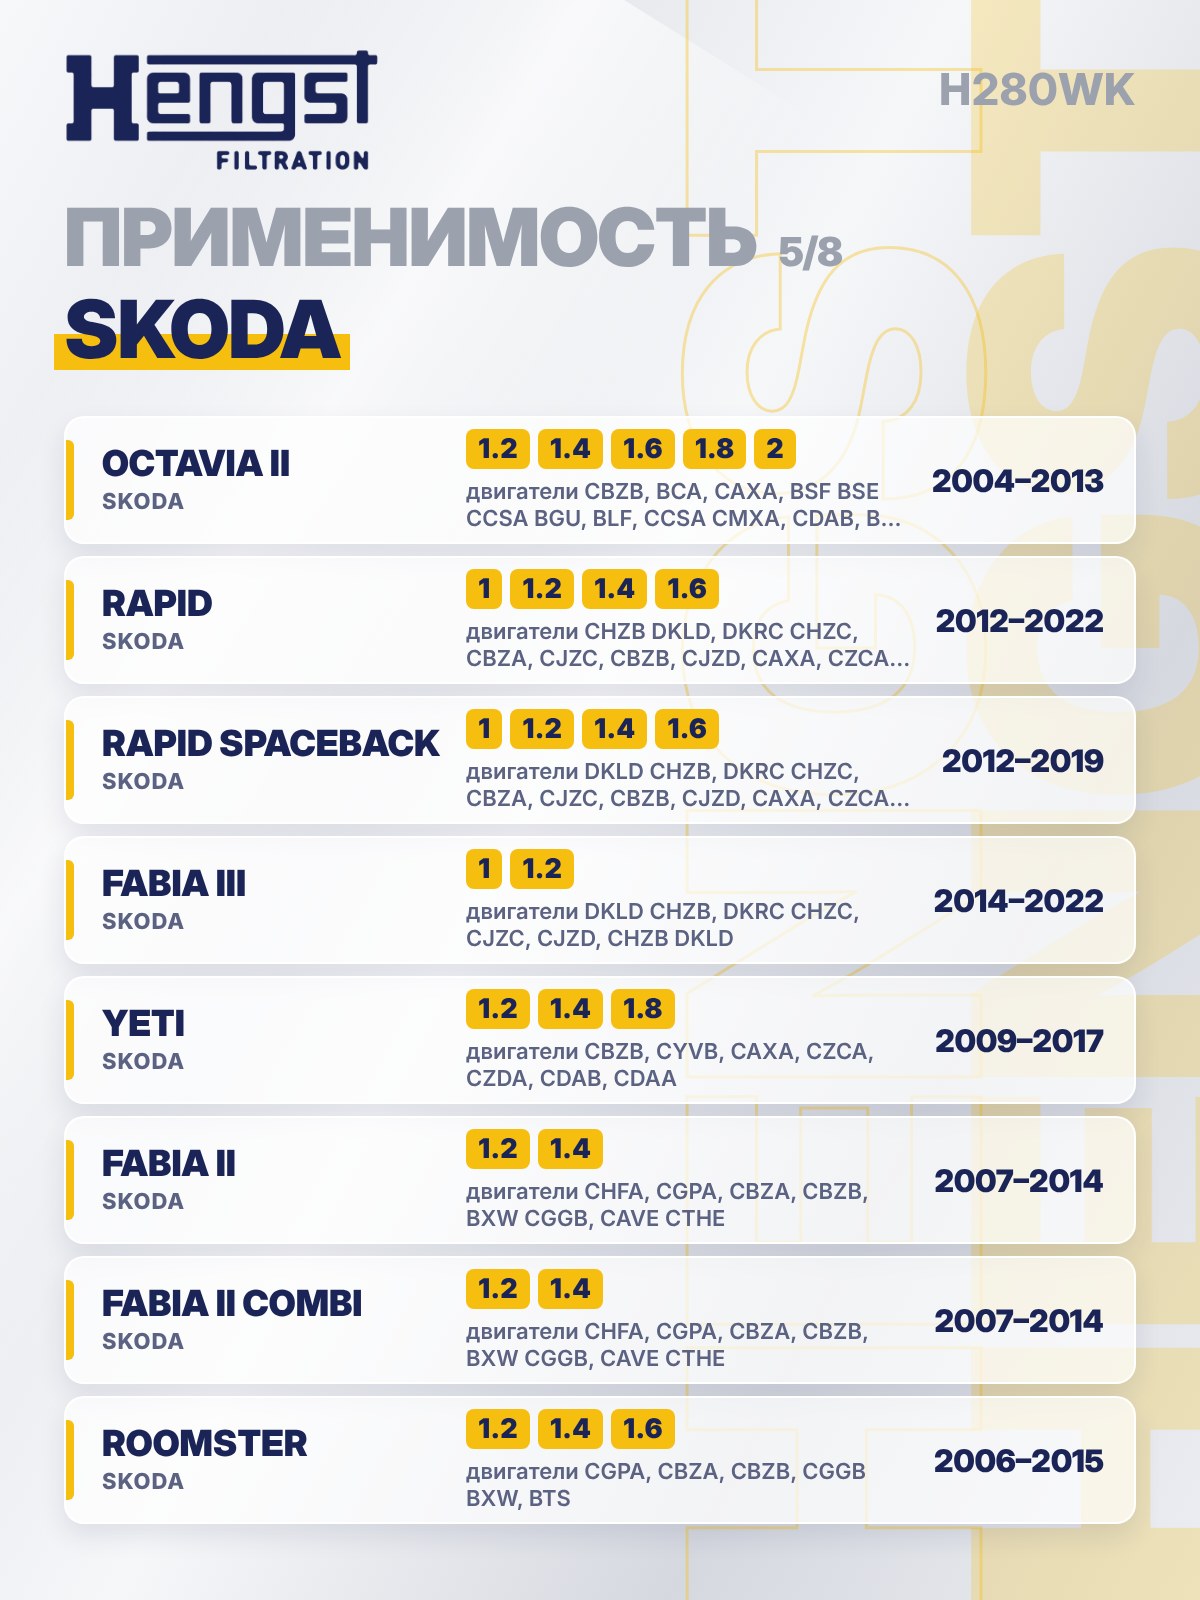 Hengst
FILTRATION
H280WK
ПРИМЕНИМОСТЬ 5/8
SKODA
OCTAVIA II
SKODA
1.2 1.4 1.6 1.8 2
двигатели CBZB, BCA, CAXA, BSF BSE
CCSA BGU, BLF, CCSA CMXA, CDAB, B...
2004–2013
RAPID
SKODA
1 1.2 1.4 1.6
двигатели CHZB DKLD, DKRC CHZC,
CBZA, CJZC, CBZB, CJZD, CAXA, CZCA...
2012–2022
RAPID SPACEBACK
SKODA
1 1.2 1.4 1.6
двигатели DKLD CHZB, DKRC CHZC,
CBZA, CJZC, CBZB, CJZD, CAXA, CZCA...
2012–2019
FABIA III
SKODA
1 1.2
двигатели DKLD CHZB, DKRC CHZC,
CJZC, CJZD, CHZB DKLD
2014–2022
YETI
SKODA
1.2 1.4 1.8
двигатели CBZB, CYVB, CAXA, CZCA,
CZDA, CDAB, CDAA
2009–2017
FABIA II
SKODA
1.2 1.4
двигатели CHFA, CGPA, CBZA, CBZB,
BXW CGGB, CAVE CTHE
2007–2014
FABIA II COMBI
SKODA
1.2 1.4
двигатели CHFA, CGPA, CBZA, CBZB,
BXW CGGB, CAVE CTHE
2007–2014
ROOMSTER
SKODA
1.2 1.4 1.6
двигатели CGPA, CBZA, CBZB, CGGB
BXW, BTS
2006–2015
HENGST
HENGST